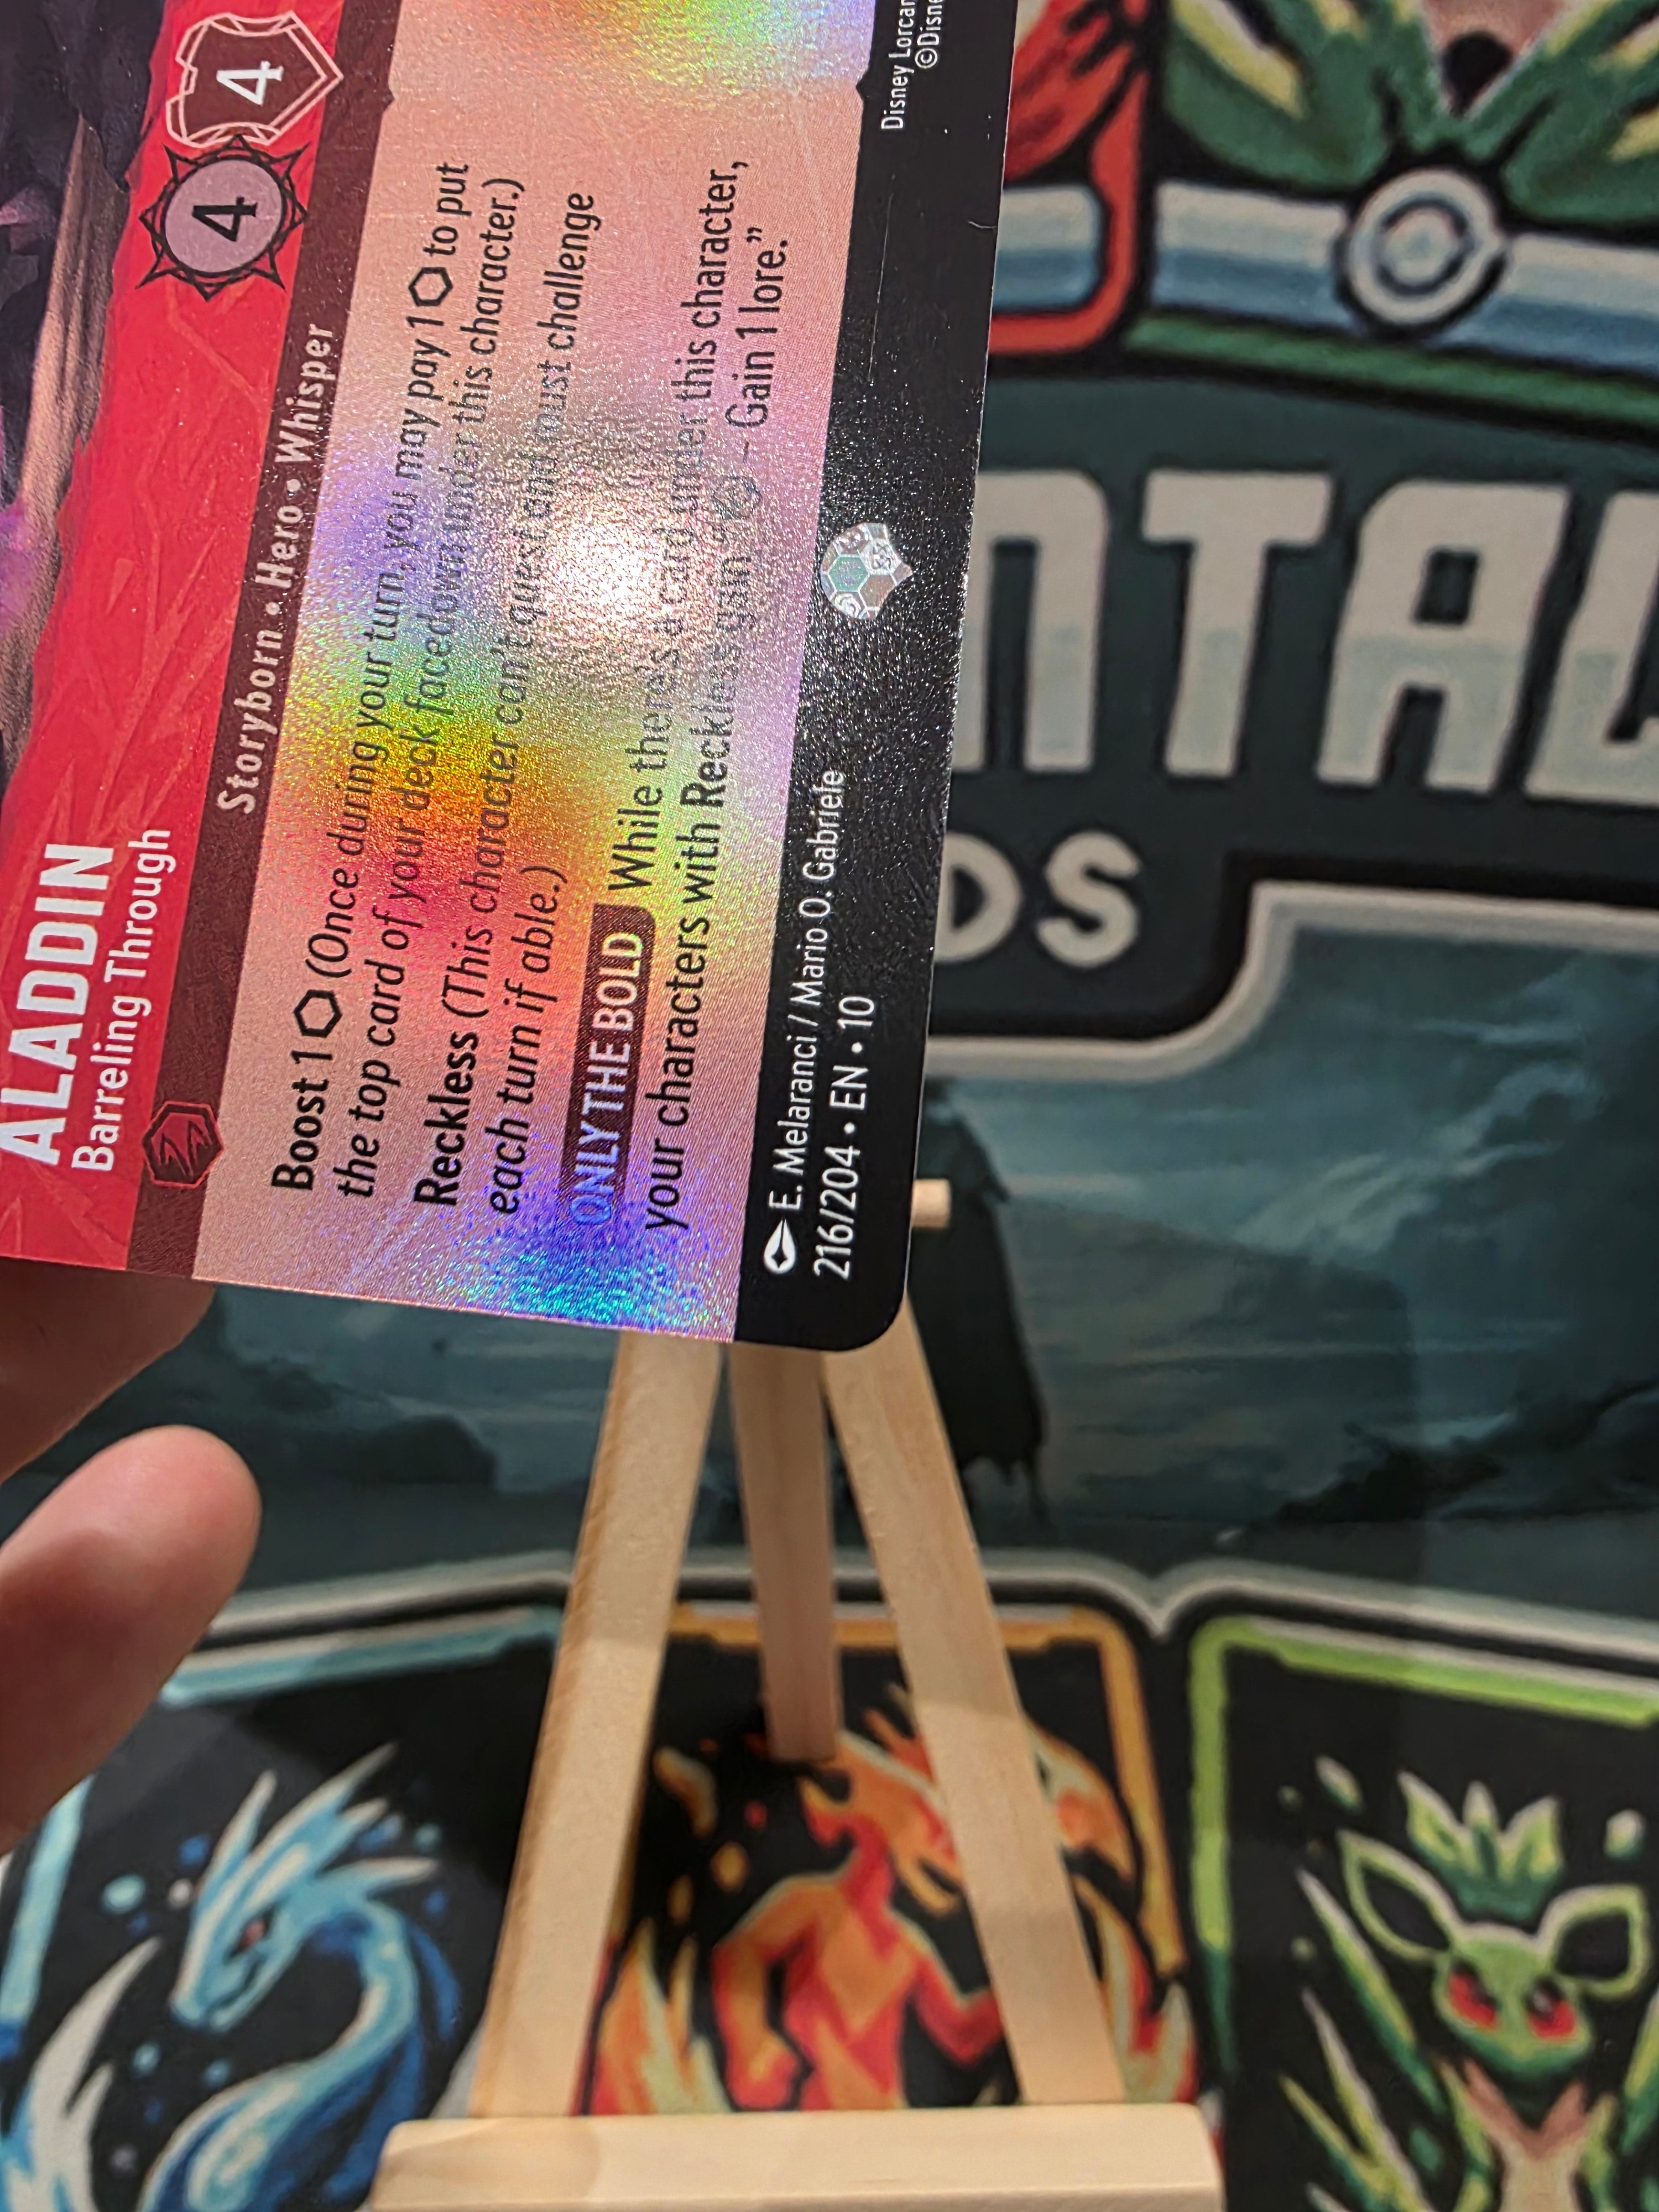 ALADDIN
Barreling Through
4 4
Storyborn • Hero • Whisper
Boost 1 ⬡ (Once during your turn, you may pay 1 ⬡ to put
the top card of your deck facedown under this character.)
Reckless (This character can't quest and must challenge
each turn if able.)
ONLY THE BOLD While there's a card under this character,
your characters with Reckless gain "⟳ – Gain 1 lore."
E. Melaranci / Mario O. Gabriele
216/204 • EN • 10
Disney Lorcan
©Disne
NTAL
DS